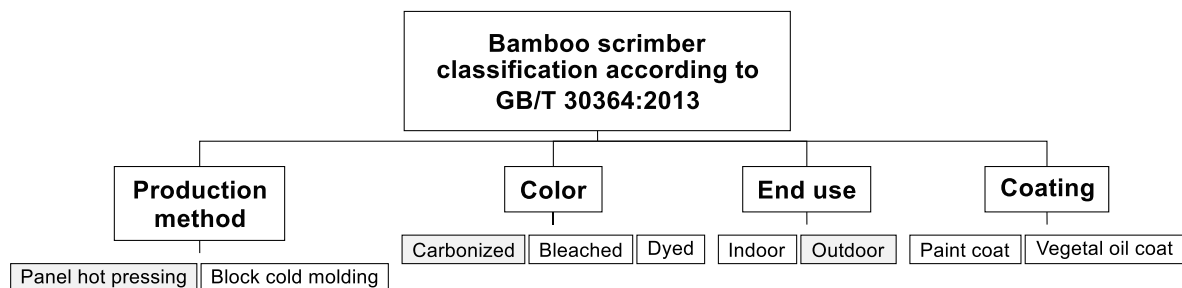 Bamboo scrimber
classification according to
GB/T 30364:2013
Production
method
Color
End use
Coating
Carbonized
Bleached
Dyed
Indoor
Outdoor
Paint coat
Vegetal oil coat
Panel hot pressing
Block cold molding